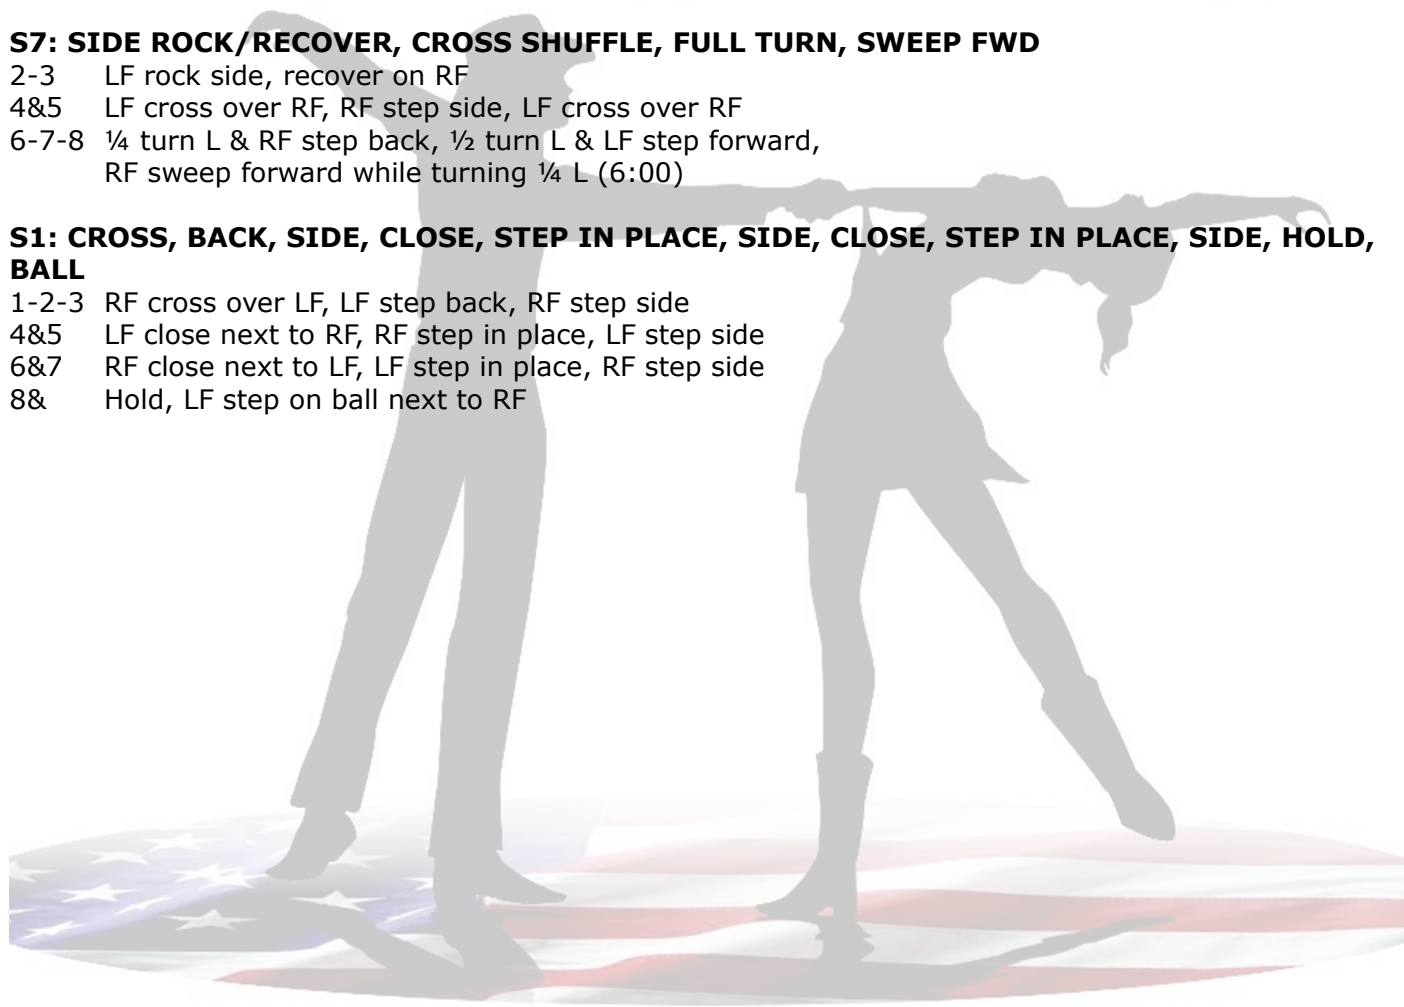 S7: SIDE ROCK/RECOVER, CROSS SHUFFLE, FULL TURN, SWEEP FWD
2-3 LF rock side, recover on RF
4&5 LF cross over RF, RF step side, LF cross over RF
6-7-8 ¼ turn L & RF step back, ½ turn L & LF step forward,
RF sweep forward while turning ¼ L (6:00)
S1: CROSS, BACK, SIDE, CLOSE, STEP IN PLACE, SIDE, CLOSE, STEP IN PLACE, SIDE, HOLD,
BALL
1-2-3 RF cross over LF, LF step back, RF step side
4&5 LF close next to RF, RF step in place, LF step side
6&7 RF close next to LF, LF step in place, RF step side
8& Hold, LF step on ball next to RF